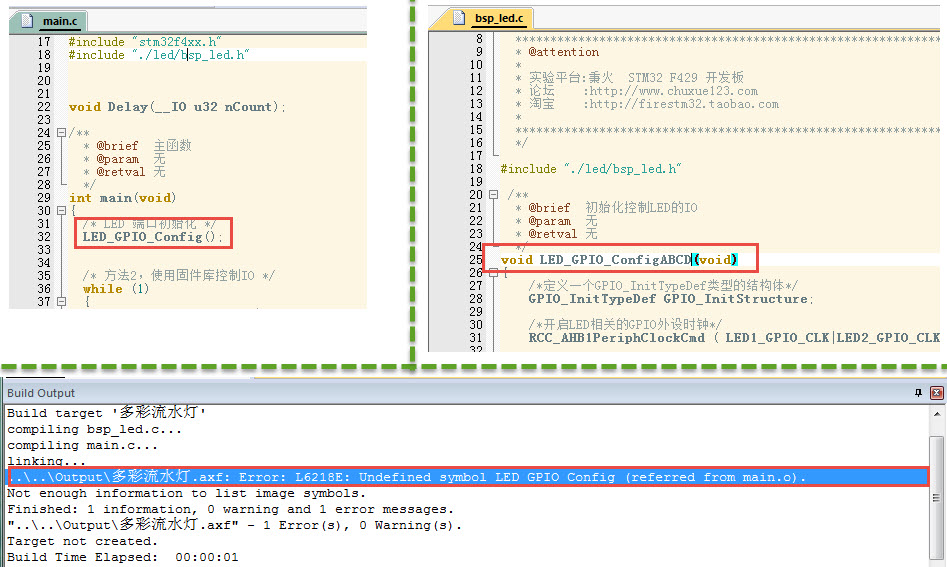 main.c
17 #include "stm32f4xx.h"
18 #include "./led/bsp_led.h"
19
20
21
22 void Delay(__IO u32 nCount);
23
24 /**
25 * @brief 主函数
26 * @param 无
27 * @retval 无
28 */
29 int main(void)
30 {
31 /* LED 端口初始化 */
32 LED_GPIO_Config();
33
34
35 /* 方法2，使用固件库控制IO */
36 while (1)
37 {
bsp_led.c
8 ******************************************************************
9 * @attention
10 *
11 * 实验平台:秉火 STM32 F429 开发板
12 * 论坛 :http://www.chuxue123.com
13 * 淘宝 :http://firestm32.taobao.com
14 *
15 ******************************************************************
16 */
17
18 #include "./led/bsp_led.h"
19
20 /**
21 * @brief 初始化控制LED的IO
22 * @param 无
23 * @retval 无
24 */
25 void LED_GPIO_ConfigABCD(void)
26 {
27 /*定义一个GPIO_InitTypeDef类型的结构体*/
28 GPIO_InitTypeDef GPIO_InitStructure;
29
30 /*开启LED相关的GPIO外设时钟*/
31 RCC_AHB1PeriphClockCmd ( LED1_GPIO_CLK|LED2_GPIO_CLK
32
Build Output
Build target '多彩流水灯'
compiling bsp_led.c...
compiling main.c...
linking...
..\..\Output\多彩流水灯.axf: Error: L6218E: Undefined symbol LED_GPIO_Config (referred from main.o).
Not enough information to list image symbols.
Finished: 1 information, 0 warning and 1 error messages.
"..\..\Output\多彩流水灯.axf" - 1 Error(s), 0 Warning(s).
Target not created.
Build Time Elapsed: 00:00:01